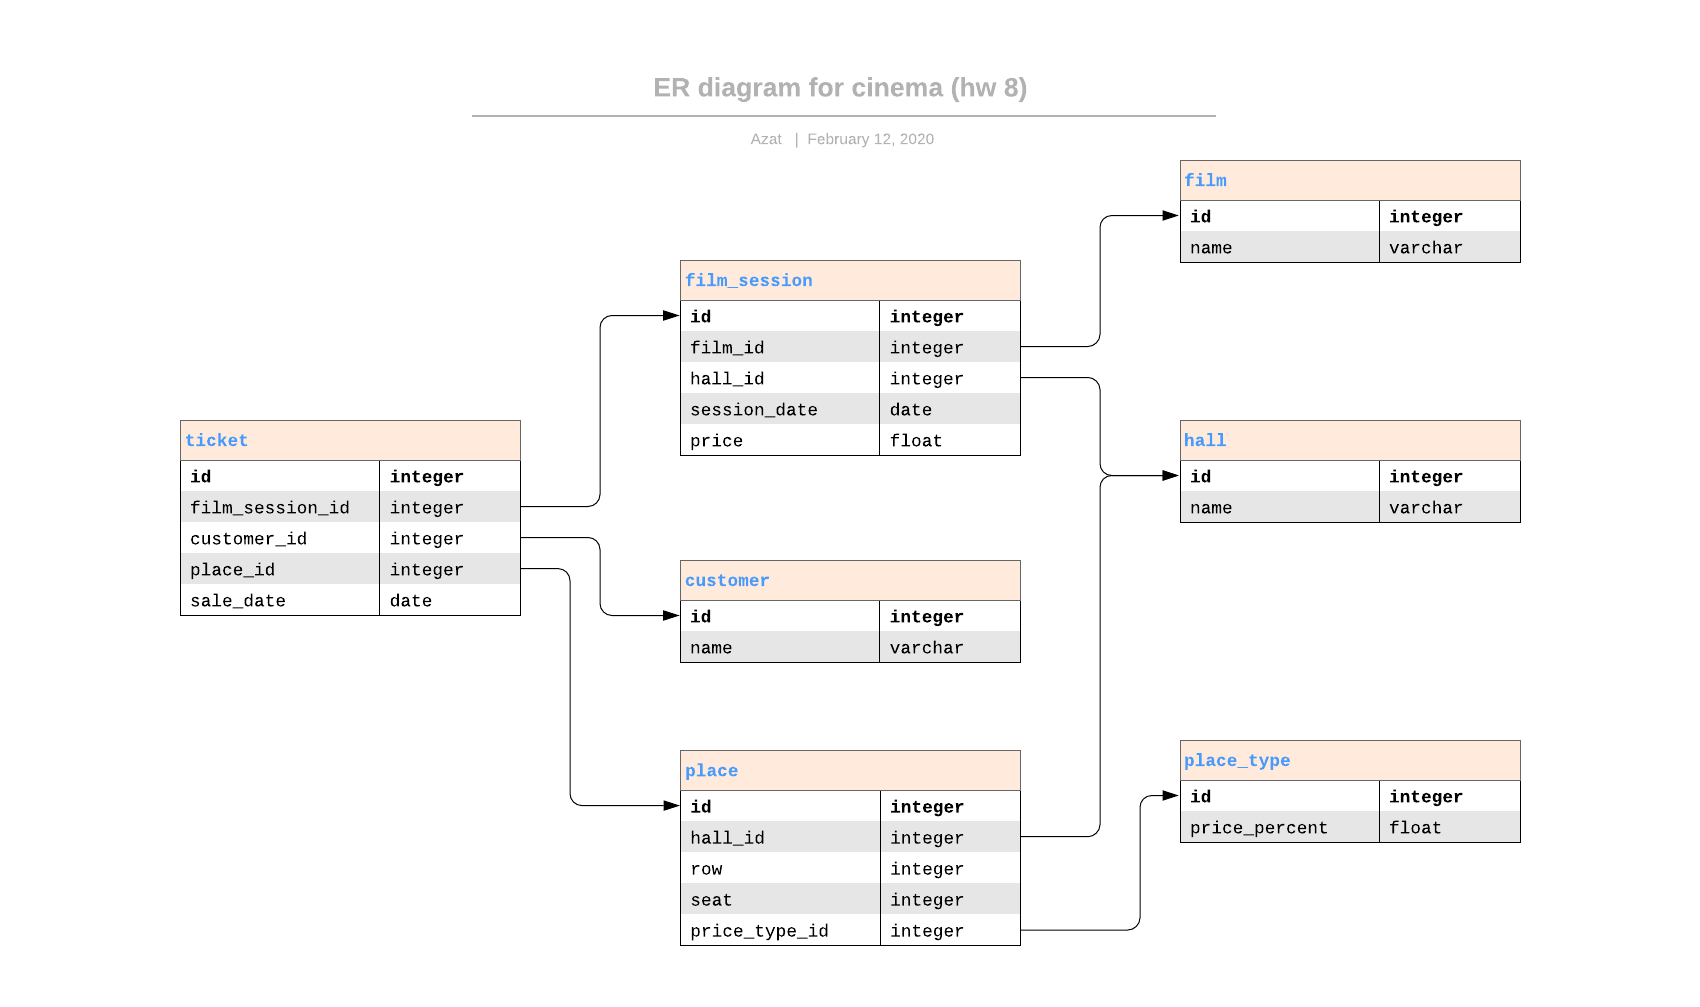 ER diagram for cinema (hw 8)
Azat | February 12, 2020
film
id integer
name varchar
film_session
id integer
film_id integer
hall_id integer
session_date date
price float
ticket
id integer
film_session_id integer
customer_id integer
place_id integer
sale_date date
hall
id integer
name varchar
customer
id integer
name varchar
place
id integer
hall_id integer
row integer
seat integer
price_type_id integer
place_type
id integer
price_percent float